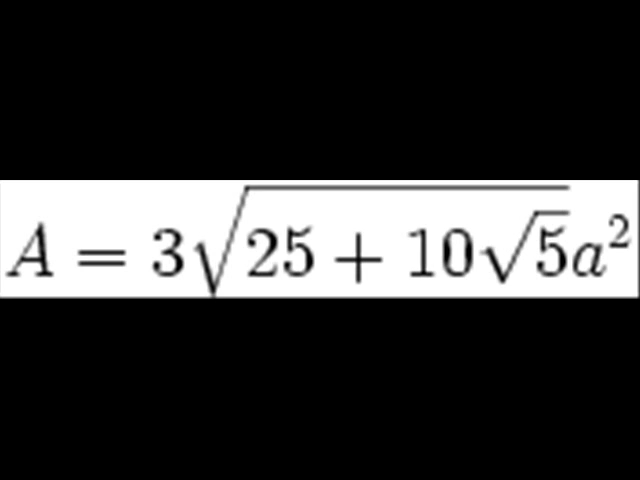 A = 3√(25 + 10√5)a²